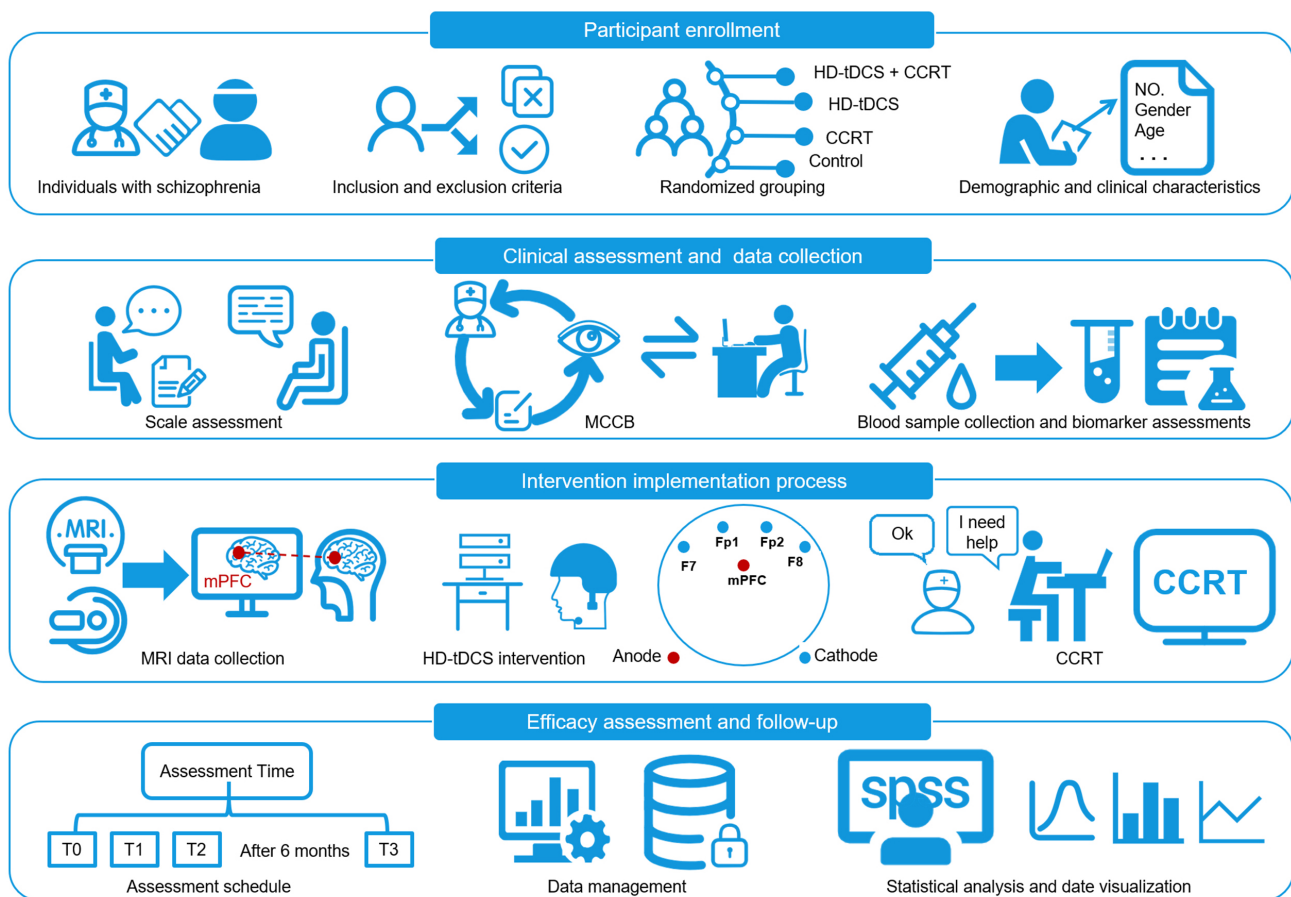 Participant enrollment
HD-tDCS + CCRT
HD-tDCS
CCRT
Control
NO.
Gender
Age
. . .
Individuals with schizophrenia
Inclusion and exclusion criteria
Randomized grouping
Demographic and clinical characteristics
Clinical assessment and data collection
Scale assessment
MCCB
Blood sample collection and biomarker assessments
Intervention implementation process
.MRI.
mPFC
MRI data collection
HD-tDCS intervention
Fp1
Fp2
F7
F8
mPFC
Anode
Cathode
Ok
I need
help
CCRT
CCRT
Efficacy assessment and follow-up
Assessment Time
T0
T1
T2
After 6 months
T3
Assessment schedule
Data management
spss
Statistical analysis and date visualization